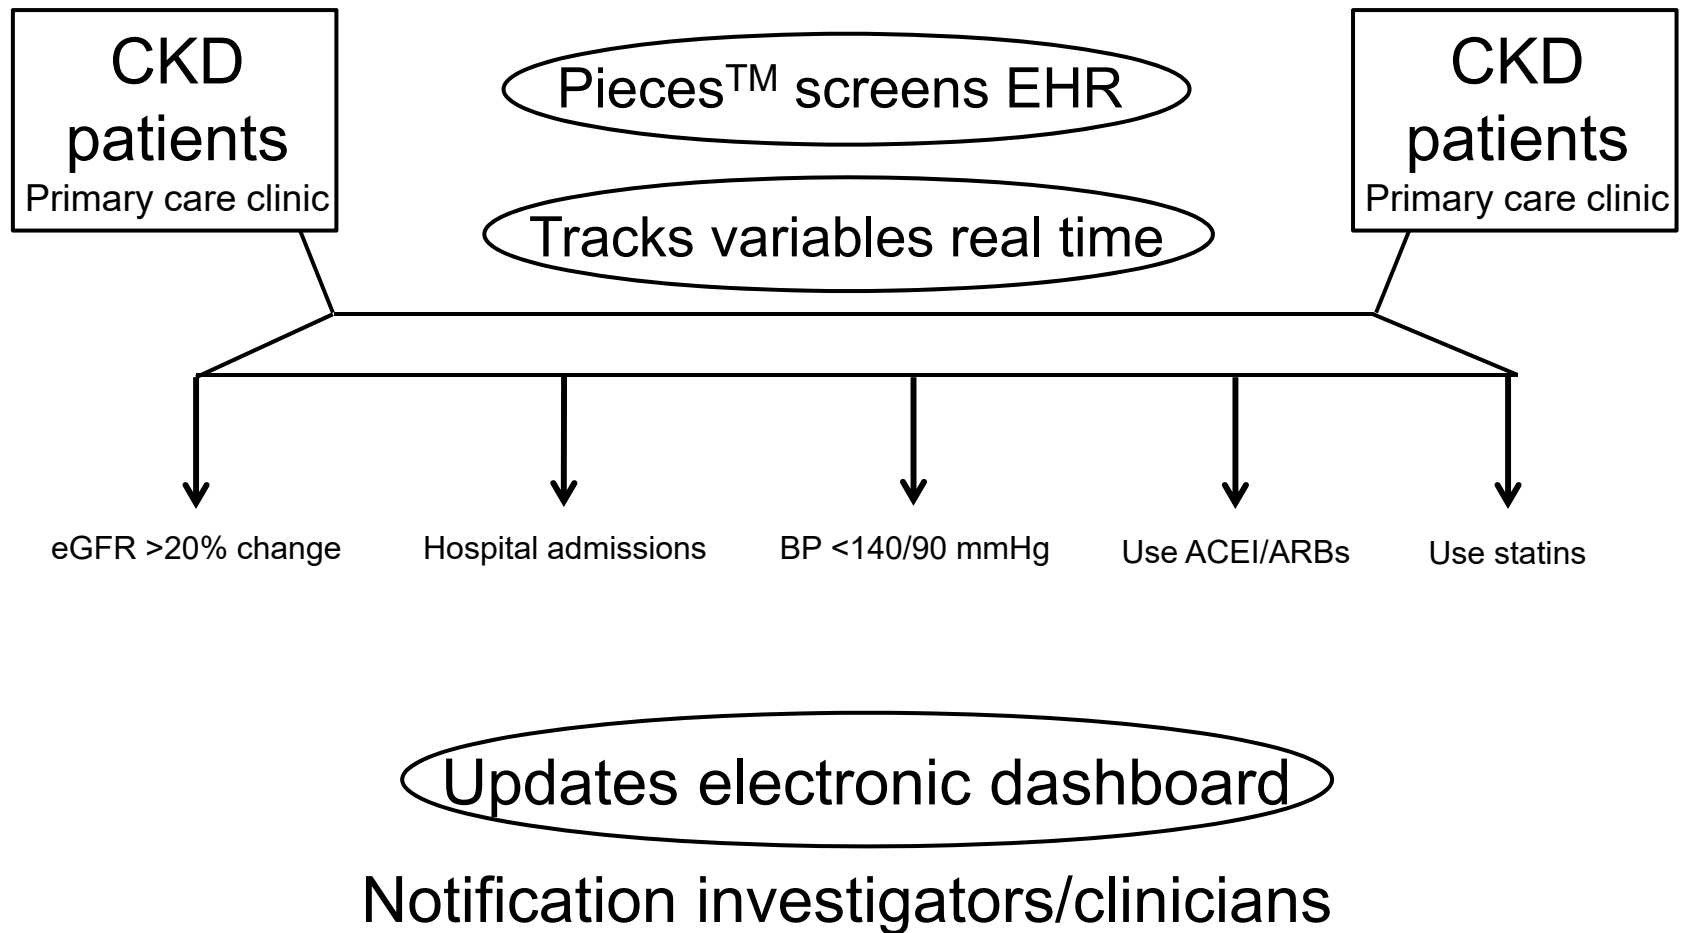 CKD
patients
Primary care clinic
Pieces™ screens EHR
Tracks variables real time
CKD
patients
Primary care clinic
eGFR >20% change
Hospital admissions
BP <140/90 mmHg
Use ACEI/ARBs
Use statins
Updates electronic dashboard
Notification investigators/clinicians